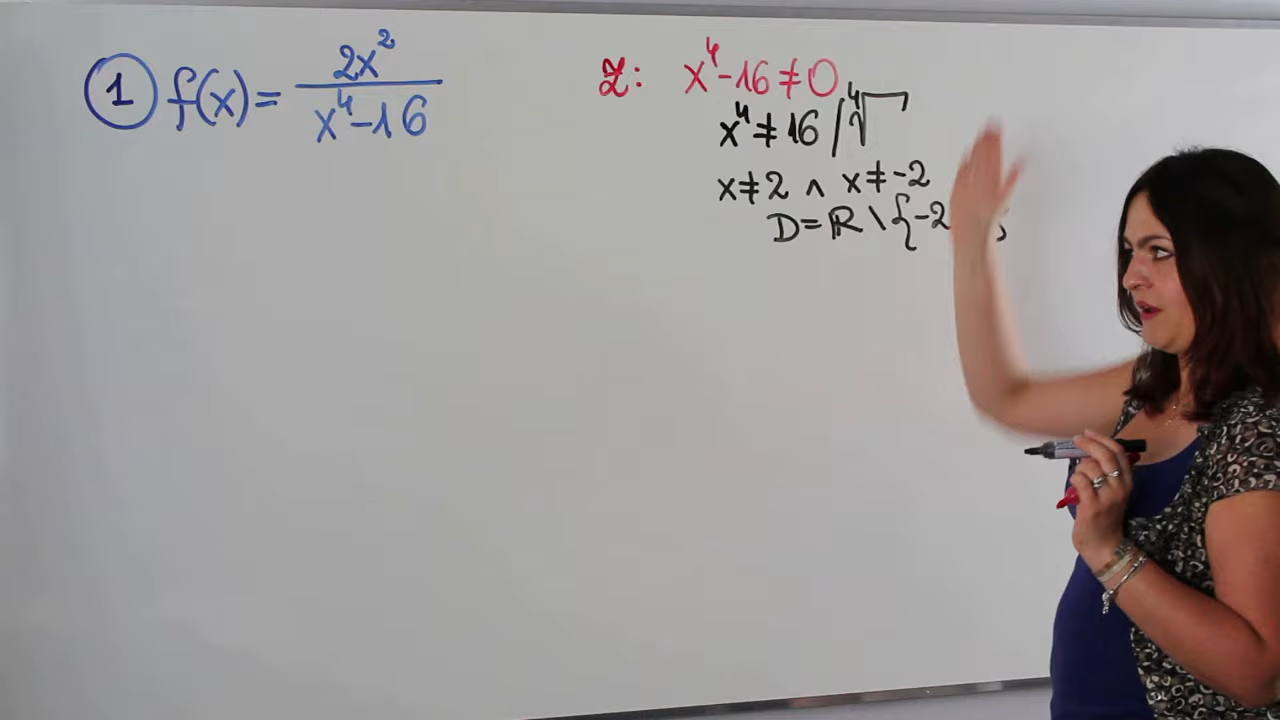 1 f(x) = 2x² / x⁴-16
Z: x⁴-16≠0
x⁴≠16 /⁴√
x≠2 ∧ x≠-2
D=ℝ\{-2